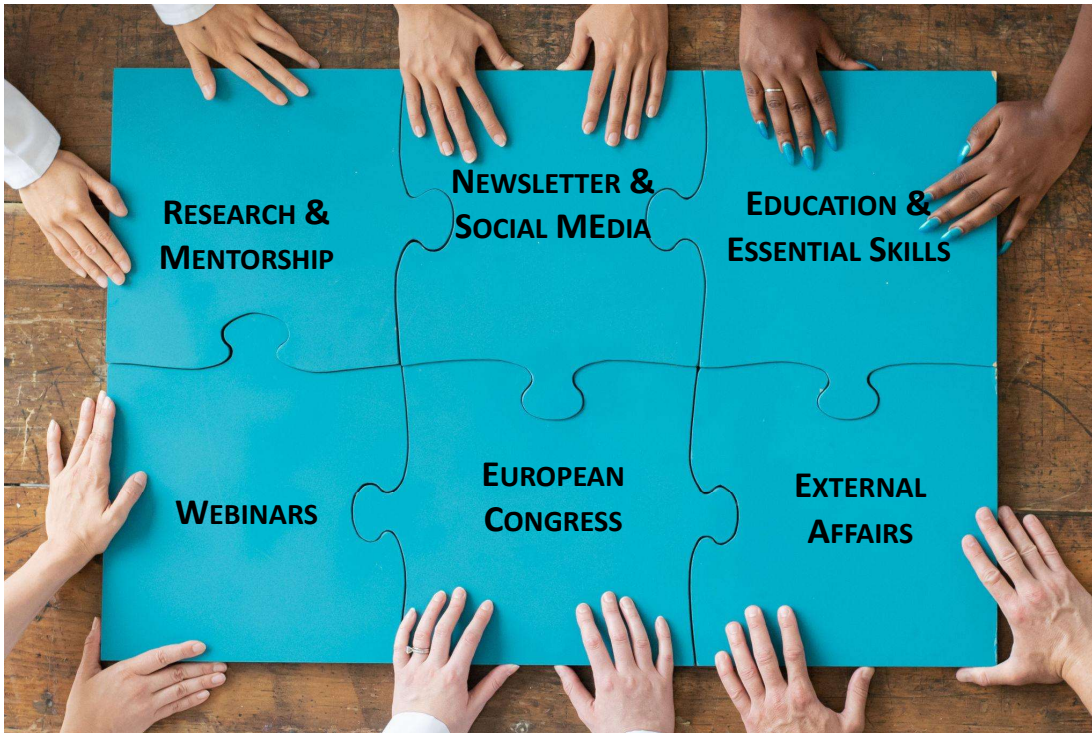 RESEARCH &
MENTORSHIP
NEWSLETTER &
SOCIAL MEDIA
EDUCATION &
ESSENTIAL SKILLS
WEBINARS
EUROPEAN
CONGRESS
EXTERNAL
AFFAIRS